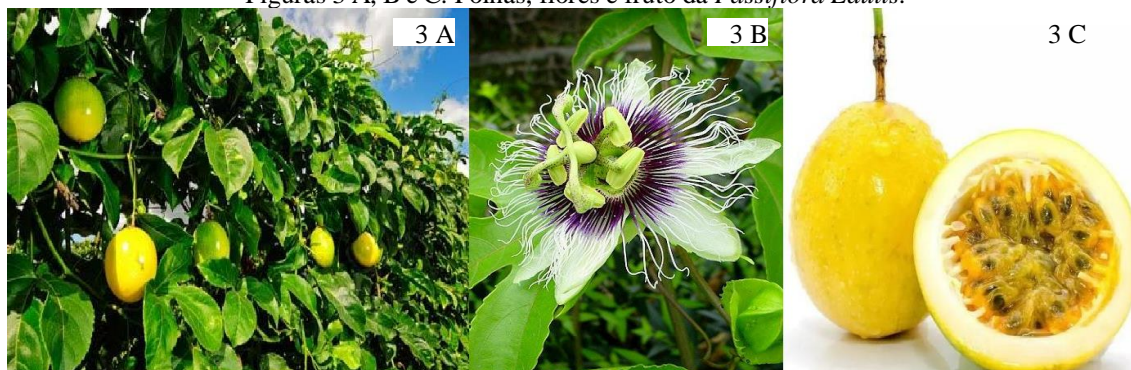 Figuras 3 A, B e C. Folhas, flores e fruto da Passiflora Edulis.
3 A
3 B
3 C